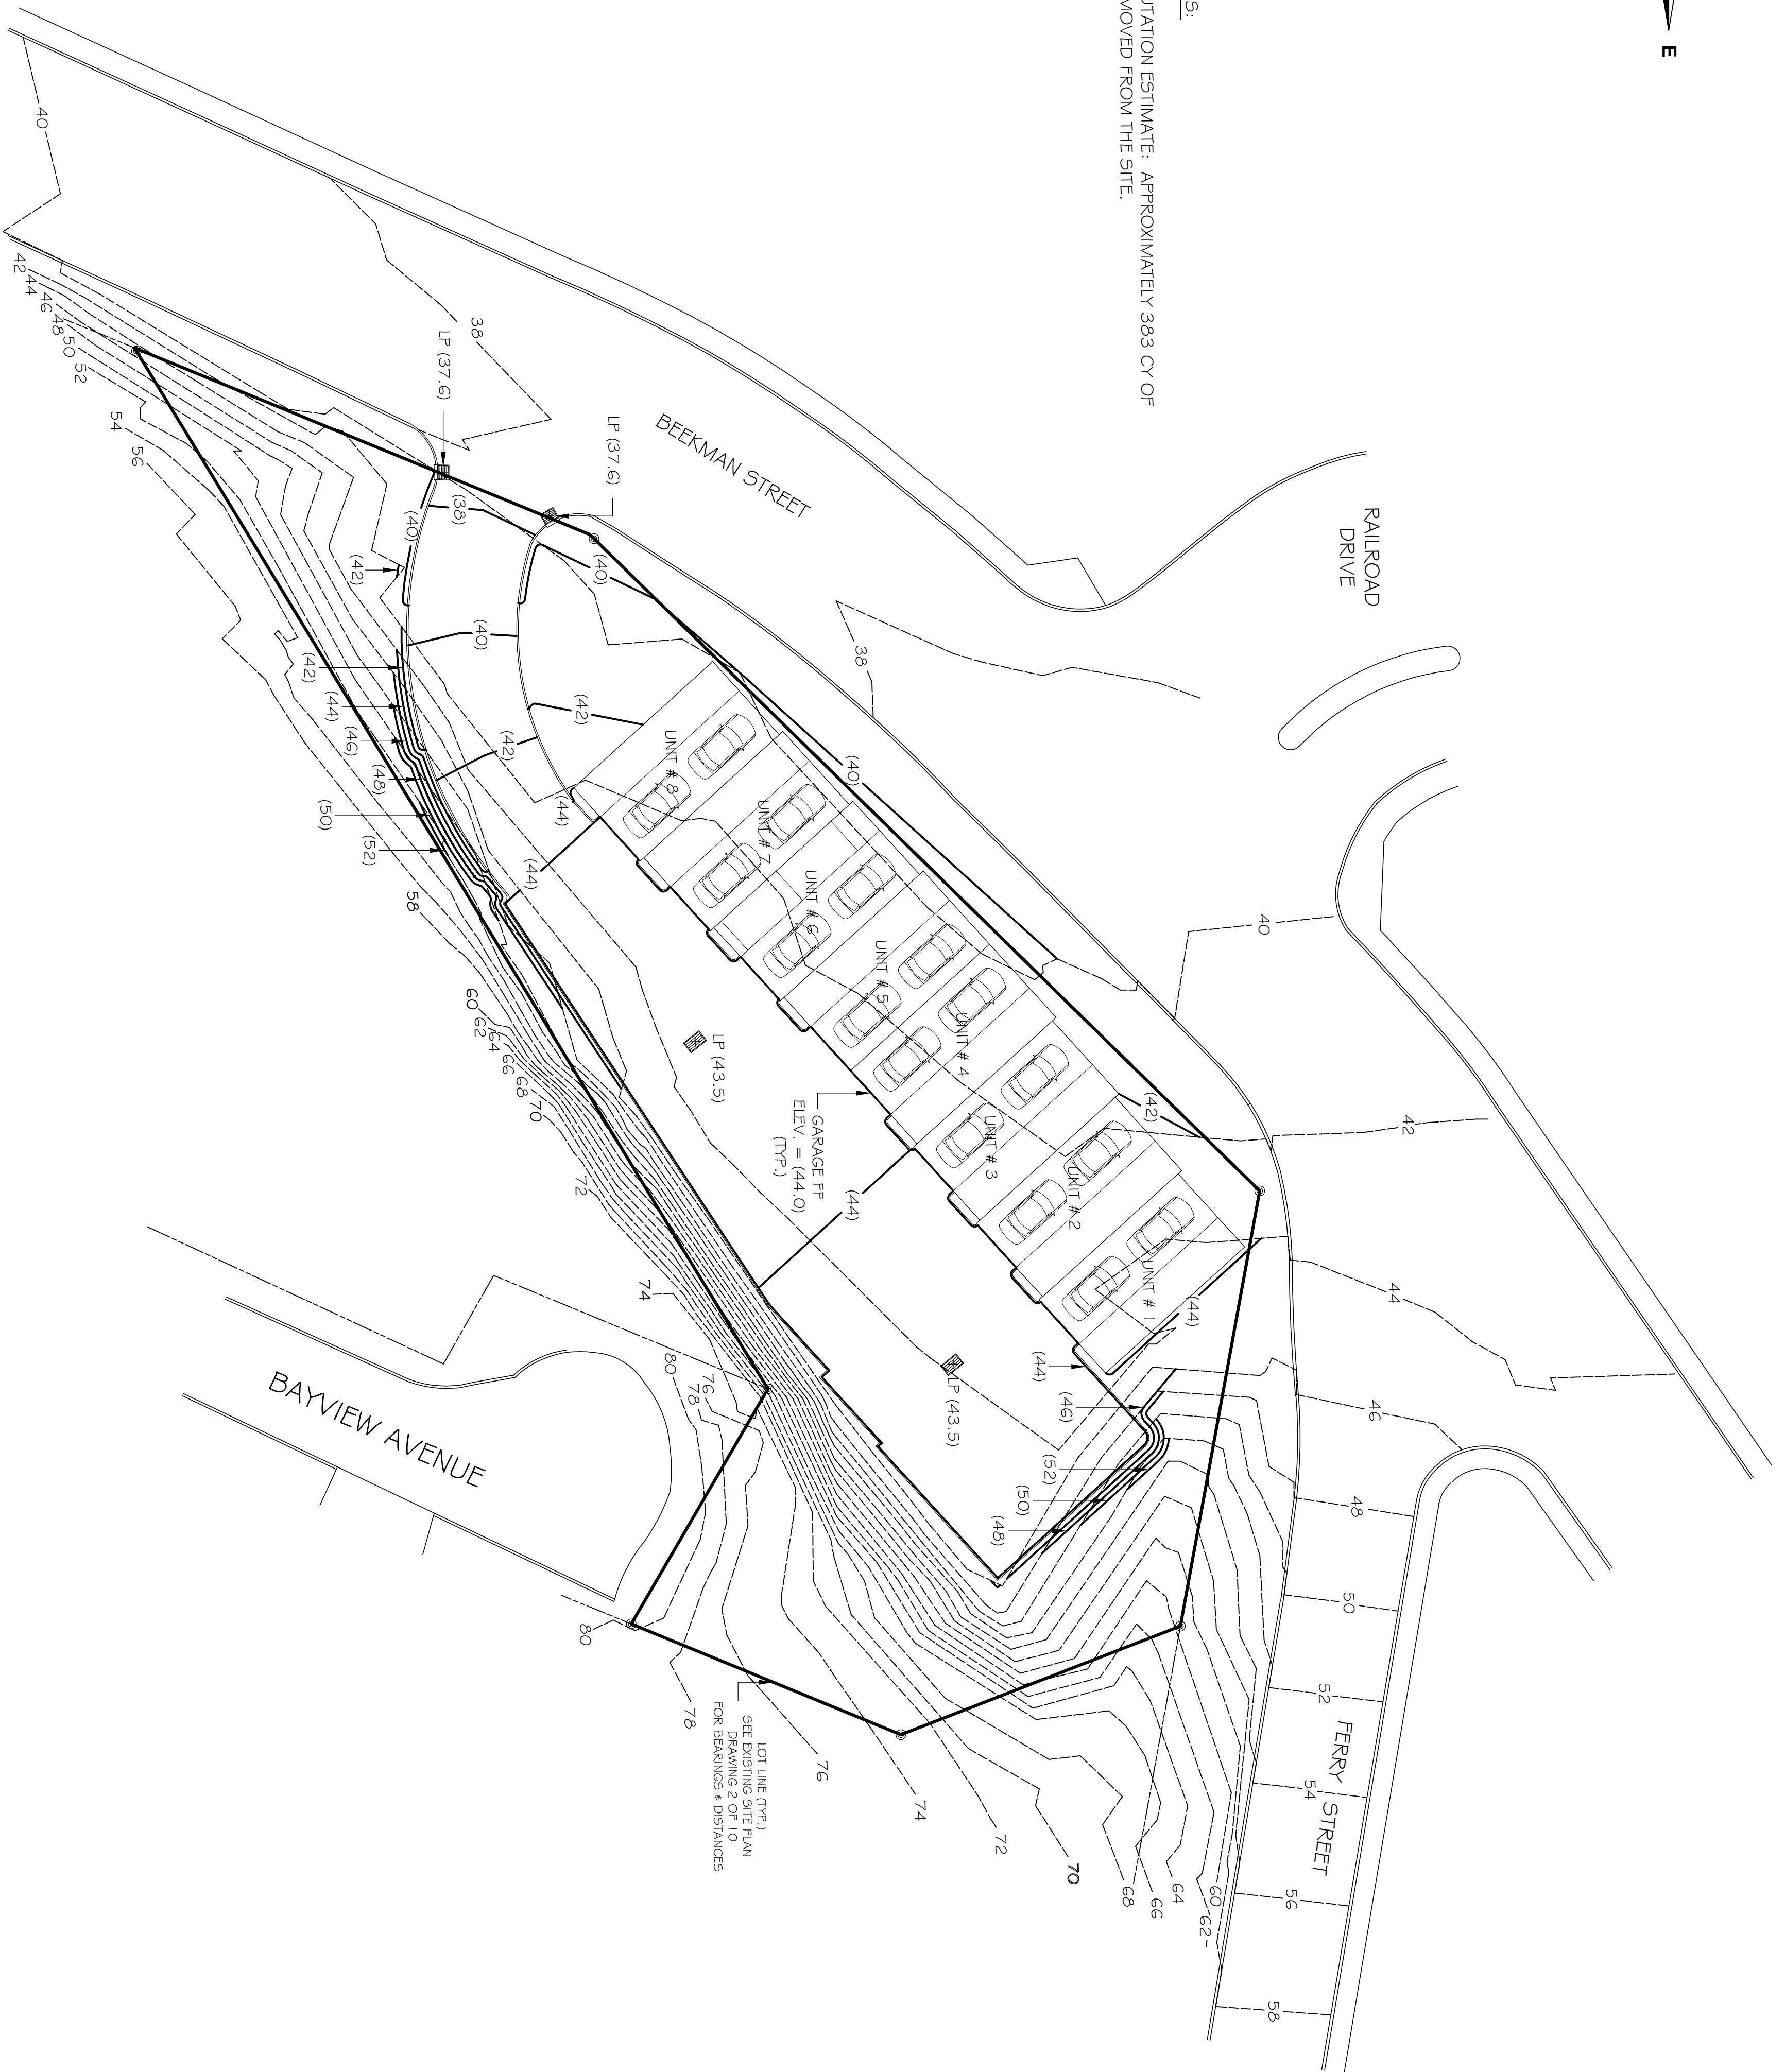 E
S:
UTATION ESTIMATE: APPROXIMATELY 383 CY OF
MOVED FROM THE SITE.
RAILROAD
DRIVE
BEEKMAN STREET
FERRY STREET
BAYVIEW AVENUE
40
38
38
40
42
44
46
48
50
52
54
56
58
42
44
46
48
50
52
54
56
58
60
62
64
66
68
70
72
74
76
78
80
80
78
76
74
72
70
68
66
64
60
62
LP (37.6)
LP (37.6)
(38)
(40)
(40)
(42)
(40)
(42)
(42)
(44)
(44)
(42)
(44)
(46)
(48)
(50)
(52)
(40)
(42)
(44)
(44)
(44)
(46)
(52)
(50)
(48)
UNIT # 8
UNIT # 7
UNIT # 6
UNIT # 5
UNIT # 4
UNIT # 3
UNIT # 2
UNIT # 1
LP (43.5)
LP (43.5)
GARAGE FF
ELEV. = (44.0)
(TYP.)
LOT LINE (TYP.)
SEE EXISTING SITE PLAN
DRAWING 2 OF 10
FOR BEARINGS & DISTANCES